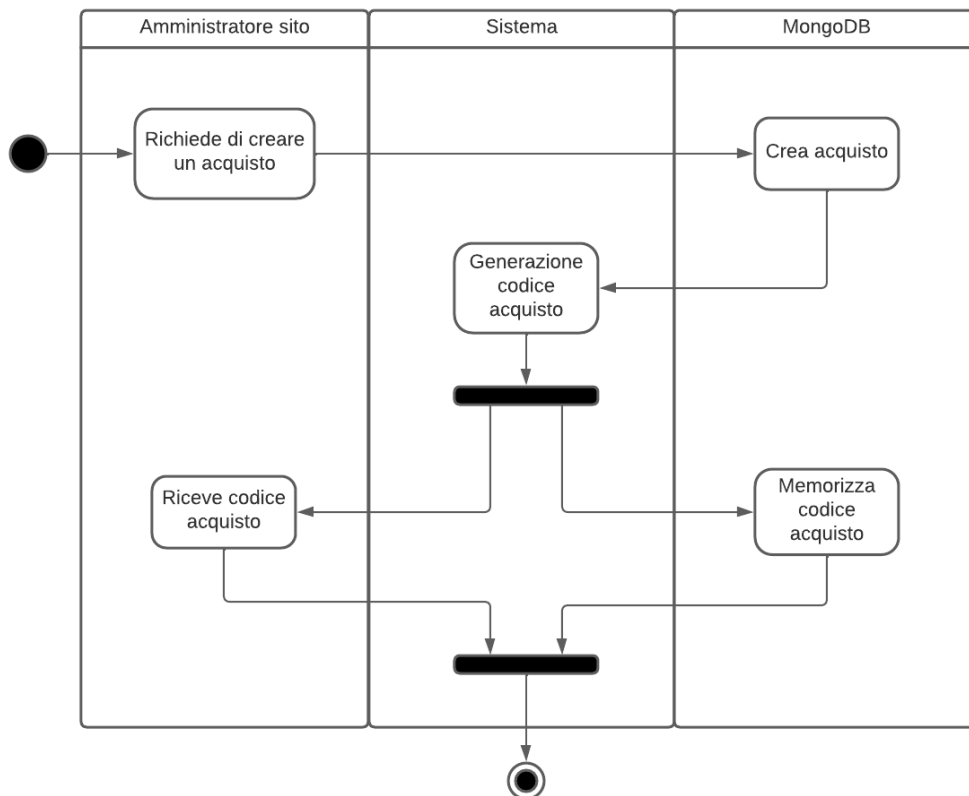 Amministratore sito
Sistema
MongoDB
Richiede di creare
un acquisto
Crea acquisto
Generazione
codice
acquisto
Riceve codice
acquisto
Memorizza
codice
acquisto